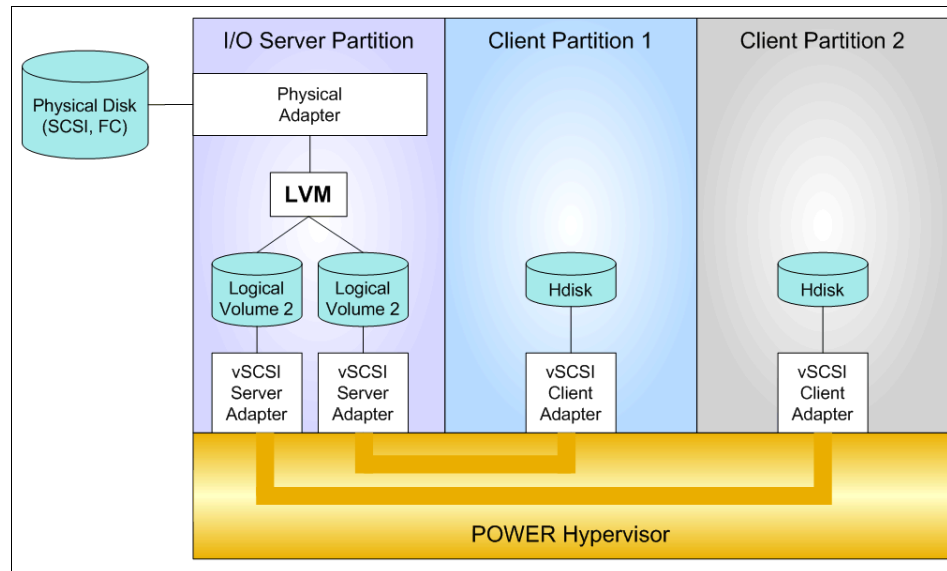 I/O Server Partition
Client Partition 1
Client Partition 2
Physical Disk
(SCSI, FC)
Physical
Adapter
LVM
Logical
Volume 2
Logical
Volume 2
Hdisk
Hdisk
vSCSI
Server
Adapter
vSCSI
Server
Adapter
vSCSI
Client
Adapter
vSCSI
Client
Adapter
POWER Hypervisor